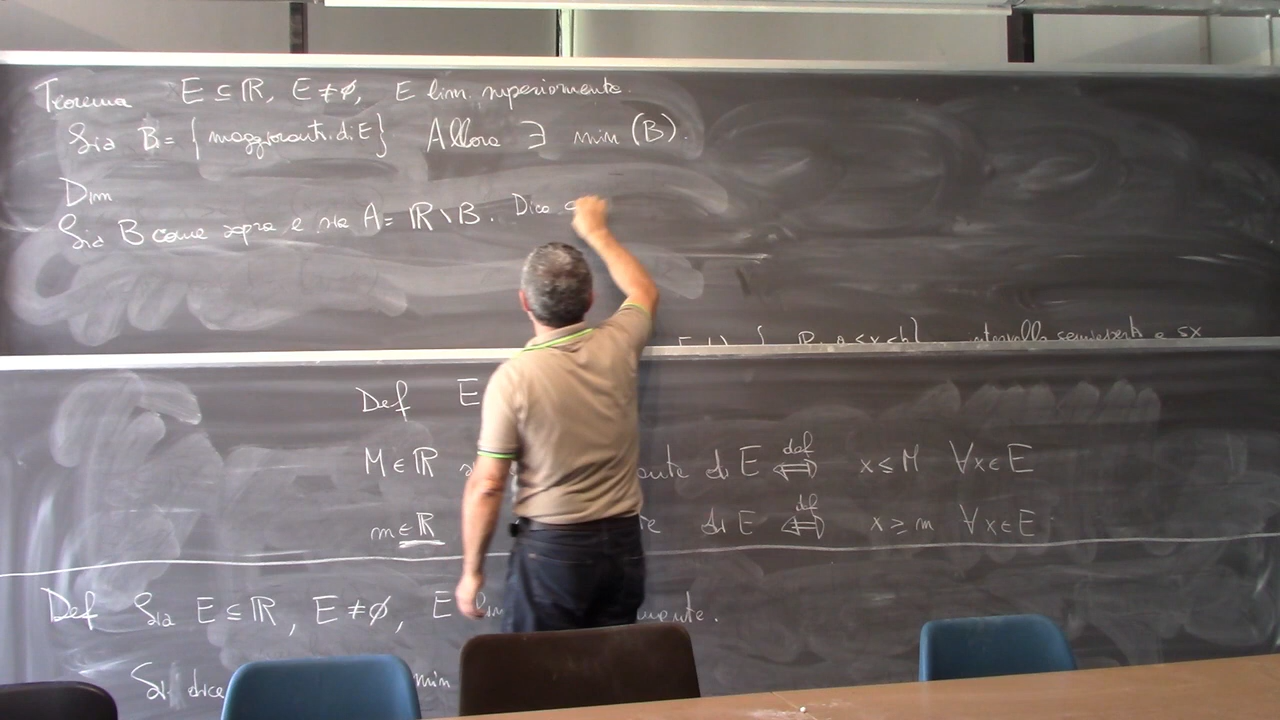 Teorema E ⊆ ℝ, E ≠ ∅, E lim. superiormente.
Sia B = { maggioranti di E } Allora ∃ min (B).
Dim
Sia B come sopra e sia A = ℝ \ B. Dico
intervallo semiaperto a sx
Def E
M ∈ ℝ di E ⇔ def x ≤ M ∀x ∈ E
m ∈ ℝ di E ⇔ def x ≥ m ∀x ∈ E
Def Sia E ⊆ ℝ, E ≠ ∅, E
Si dice min